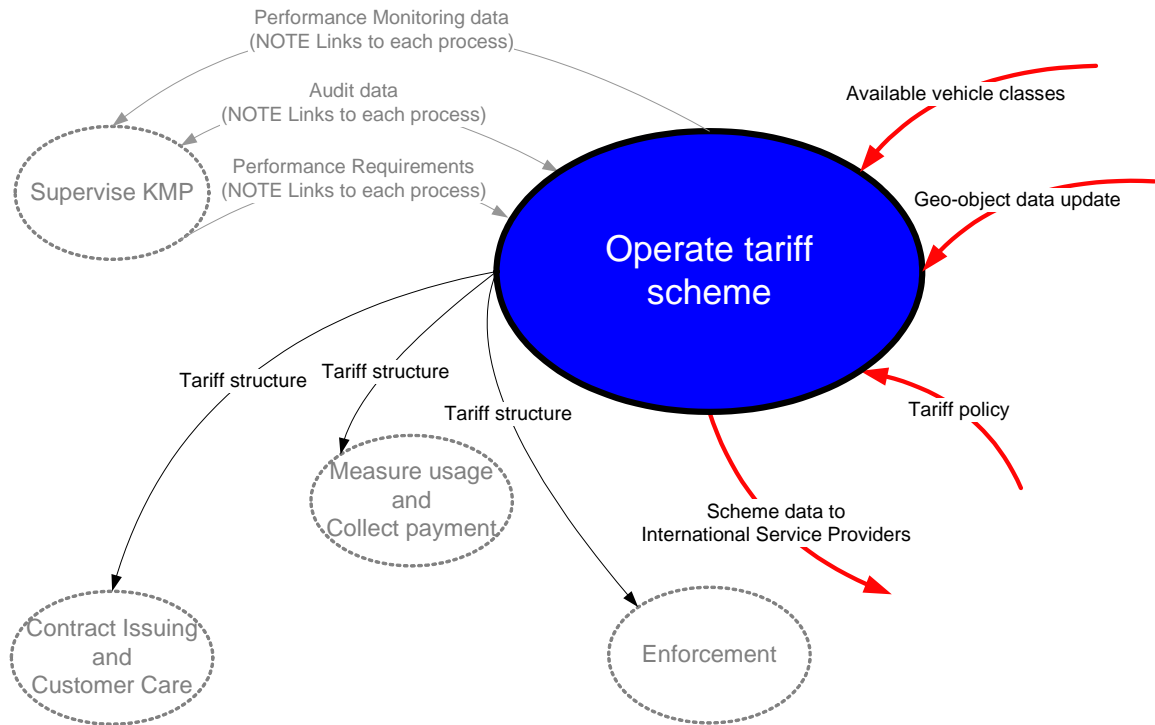 Performance Monitoring data
(NOTE Links to each process)
Audit data
(NOTE Links to each process)
Performance Requirements
(NOTE Links to each process)
Supervise KMP
Available vehicle classes
Geo-object data update
Operate tariff
scheme
Tariff structure
Tariff structure
Tariff structure
Tariff policy
Measure usage
and
Collect payment
Scheme data to
International Service Providers
Contract Issuing
and
Customer Care
Enforcement